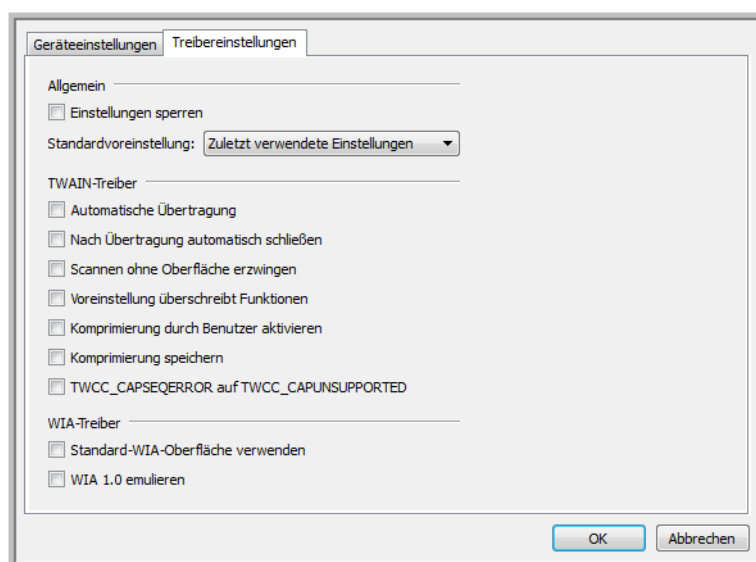 Geräteeinstellungen Treibereinstellungen
Allgemein
Einstellungen sperren
Standardvoreinstellung: Zuletzt verwendete Einstellungen
TWAIN-Treiber
Automatische Übertragung
Nach Übertragung automatisch schließen
Scannen ohne Oberfläche erzwingen
Voreinstellung überschreibt Funktionen
Komprimierung durch Benutzer aktivieren
Komprimierung speichern
TWCC_CAPSEQERROR auf TWCC_CAPUNSUPPORTED
WIA-Treiber
Standard-WIA-Oberfläche verwenden
WIA 1.0 emulieren
OK Abbrechen